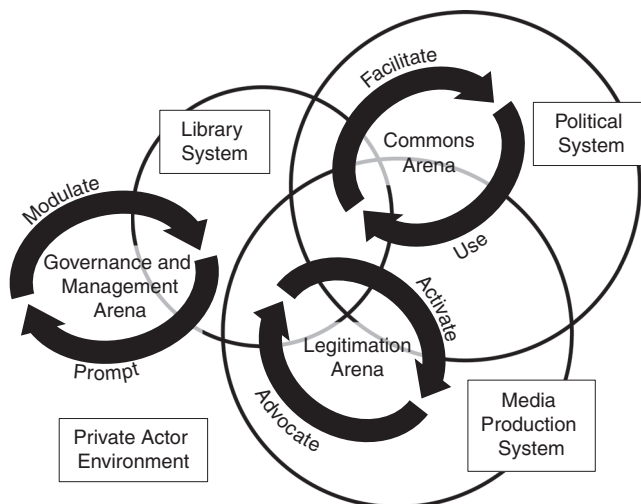 Facilitate
Library
System
Commons
Arena
Political
System
Modulate
Use
Governance and
Management
Arena
Activate
Prompt
Legitimation
Arena
Advocate
Media
Production
System
Private Actor
Environment